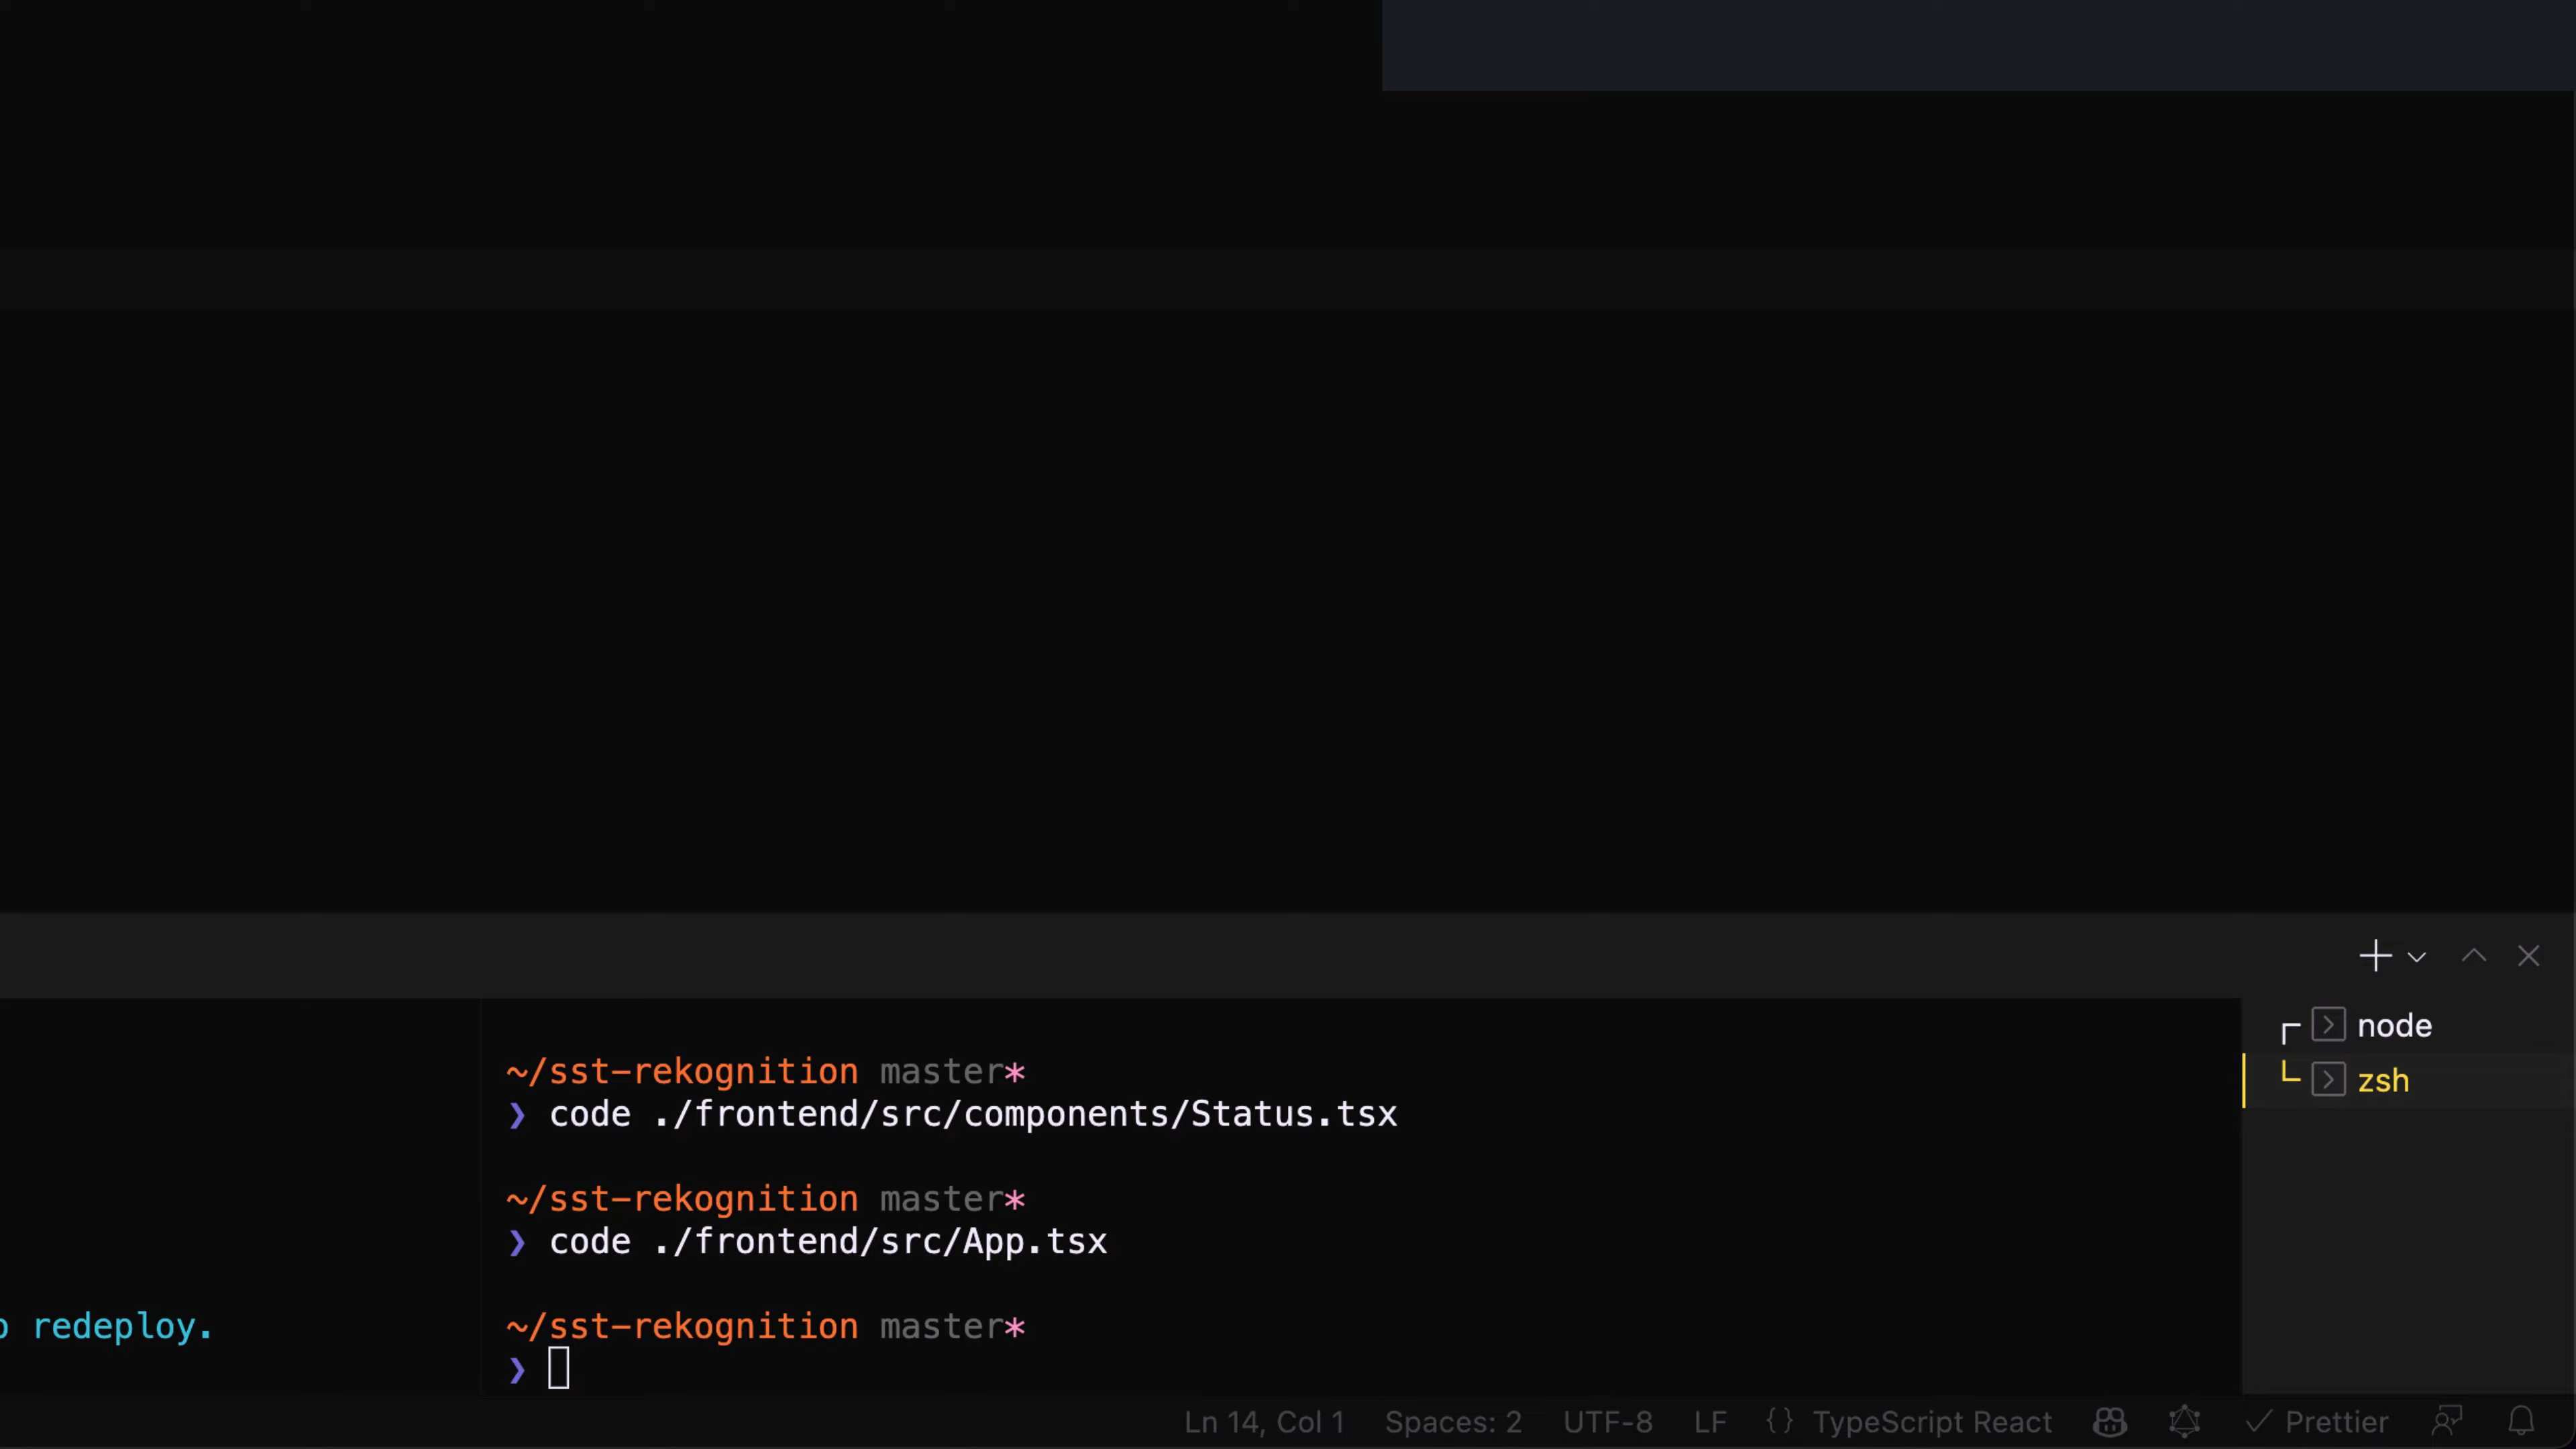 node
zsh
~/sst-rekognition master*
❯ code ./frontend/src/components/Status.tsx
~/sst-rekognition master*
❯ code ./frontend/src/App.tsx
redeploy.
~/sst-rekognition master*
❯
Ln 14, Col 1 Spaces: 2 UTF-8 LF {} TypeScript React Prettier